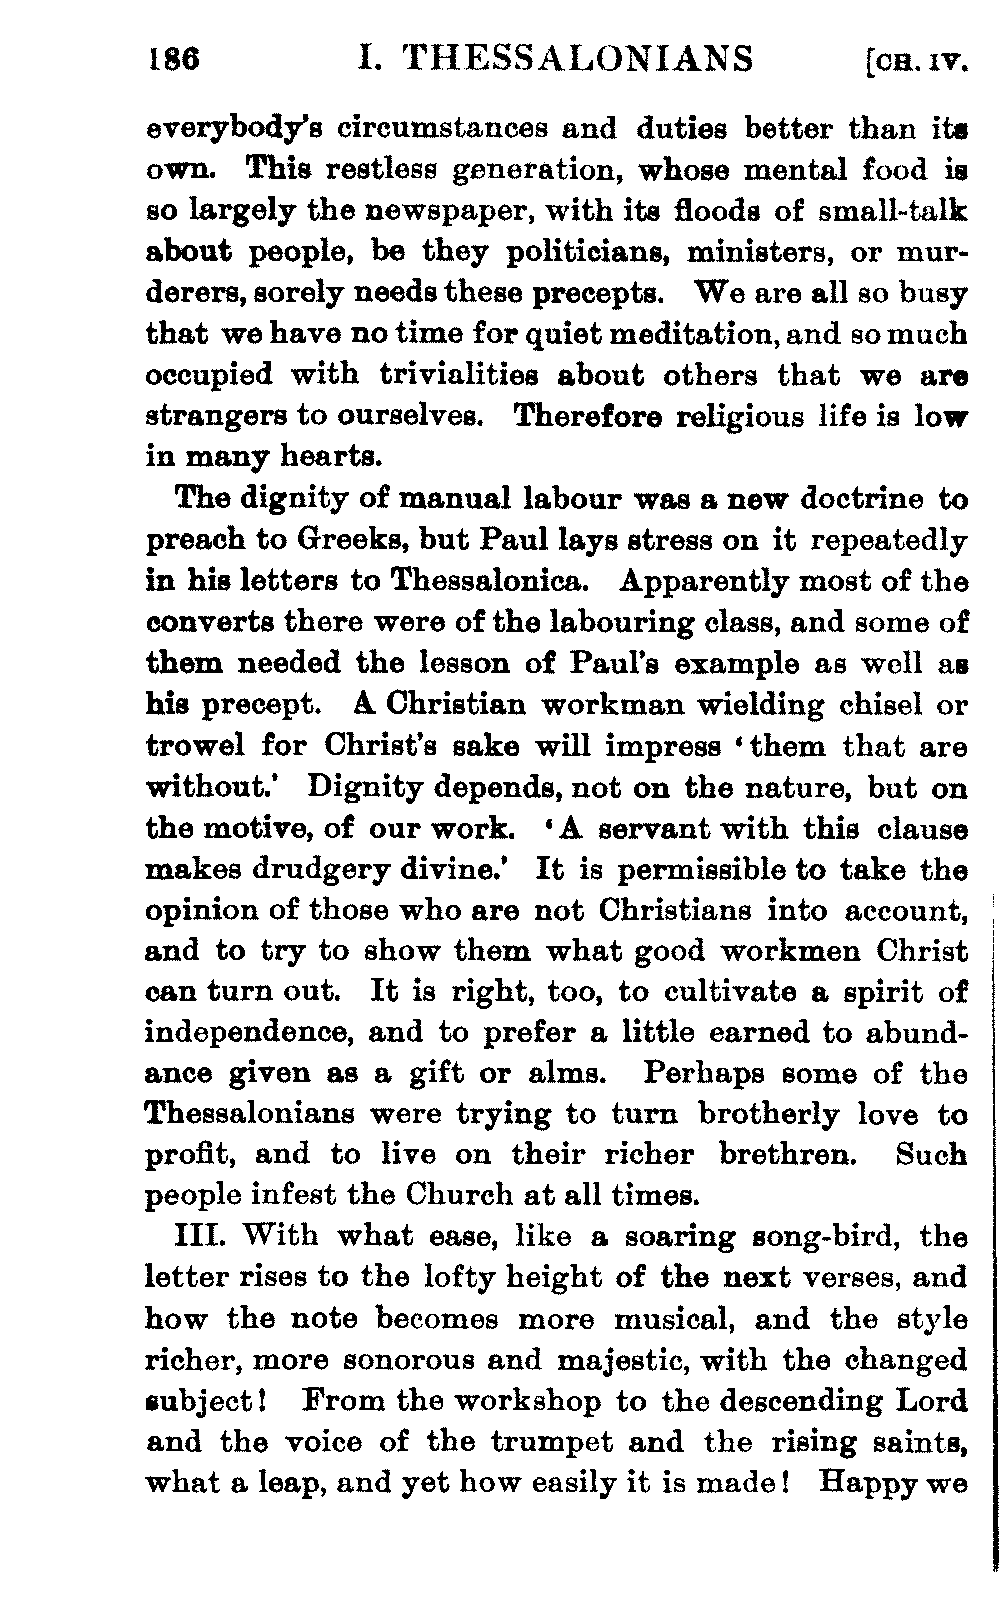 186 I. THESSALONIANS [CH. IV.
everybody's circumstances and duties better than its
own. This restless generation, whose mental food is
so largely the newspaper, with its floods of small-talk
about people, be they politicians, ministers, or mur-
derers, sorely needs these precepts. We are all so busy
that we have no time for quiet meditation, and so much
occupied with trivialities about others that we are
strangers to ourselves. Therefore religious life is low
in many hearts.
The dignity of manual labour was a new doctrine to
preach to Greeks, but Paul lays stress on it repeatedly
in his letters to Thessalonica. Apparently most of the
converts there were of the labouring class, and some of
them needed the lesson of Paul's example as well as
his precept. A Christian workman wielding chisel or
trowel for Christ's sake will impress 'them that are
without.' Dignity depends, not on the nature, but on
the motive, of our work. 'A servant with this clause
makes drudgery divine.' It is permissible to take the
opinion of those who are not Christians into account,
and to try to show them what good workmen Christ
can turn out. It is right, too, to cultivate a spirit of
independence, and to prefer a little earned to abund-
ance given as a gift or alms. Perhaps some of the
Thessalonians were trying to turn brotherly love to
profit, and to live on their richer brethren. Such
people infest the Church at all times.
III. With what ease, like a soaring song-bird, the
letter rises to the lofty height of the next verses, and
how the note becomes more musical, and the style
richer, more sonorous and majestic, with the changed
subject! From the workshop to the descending Lord
and the voice of the trumpet and the rising saints,
what a leap, and yet how easily it is made! Happy we